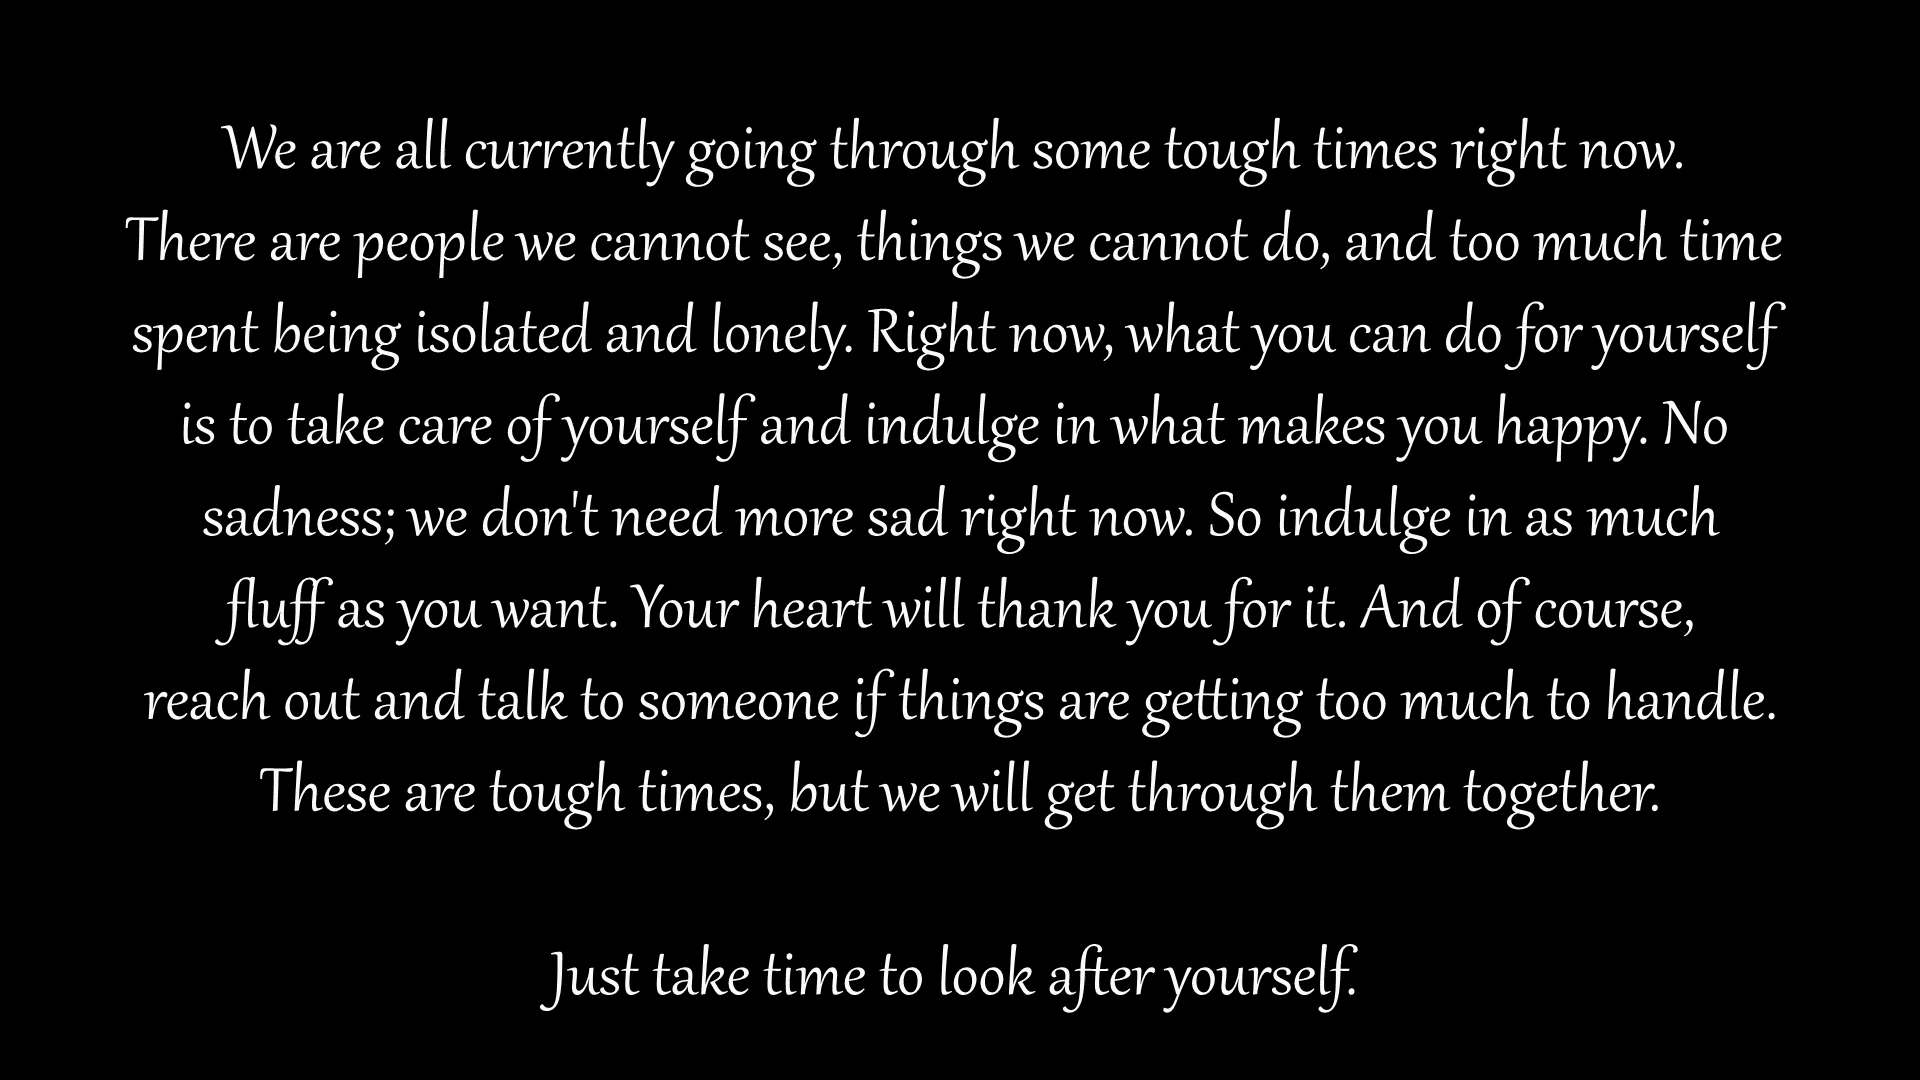 We are all currently going through some tough times right now.
There are people we cannot see, things we cannot do, and too much time
spent being isolated and lonely. Right now, what you can do for yourself
is to take care of yourself and indulge in what makes you happy. No
sadness; we don't need more sad right now. So indulge in as much
fluff as you want. Your heart will thank you for it. And of course,
reach out and talk to someone if things are getting too much to handle.
These are tough times, but we will get through them together.
Just take time to look after yourself.